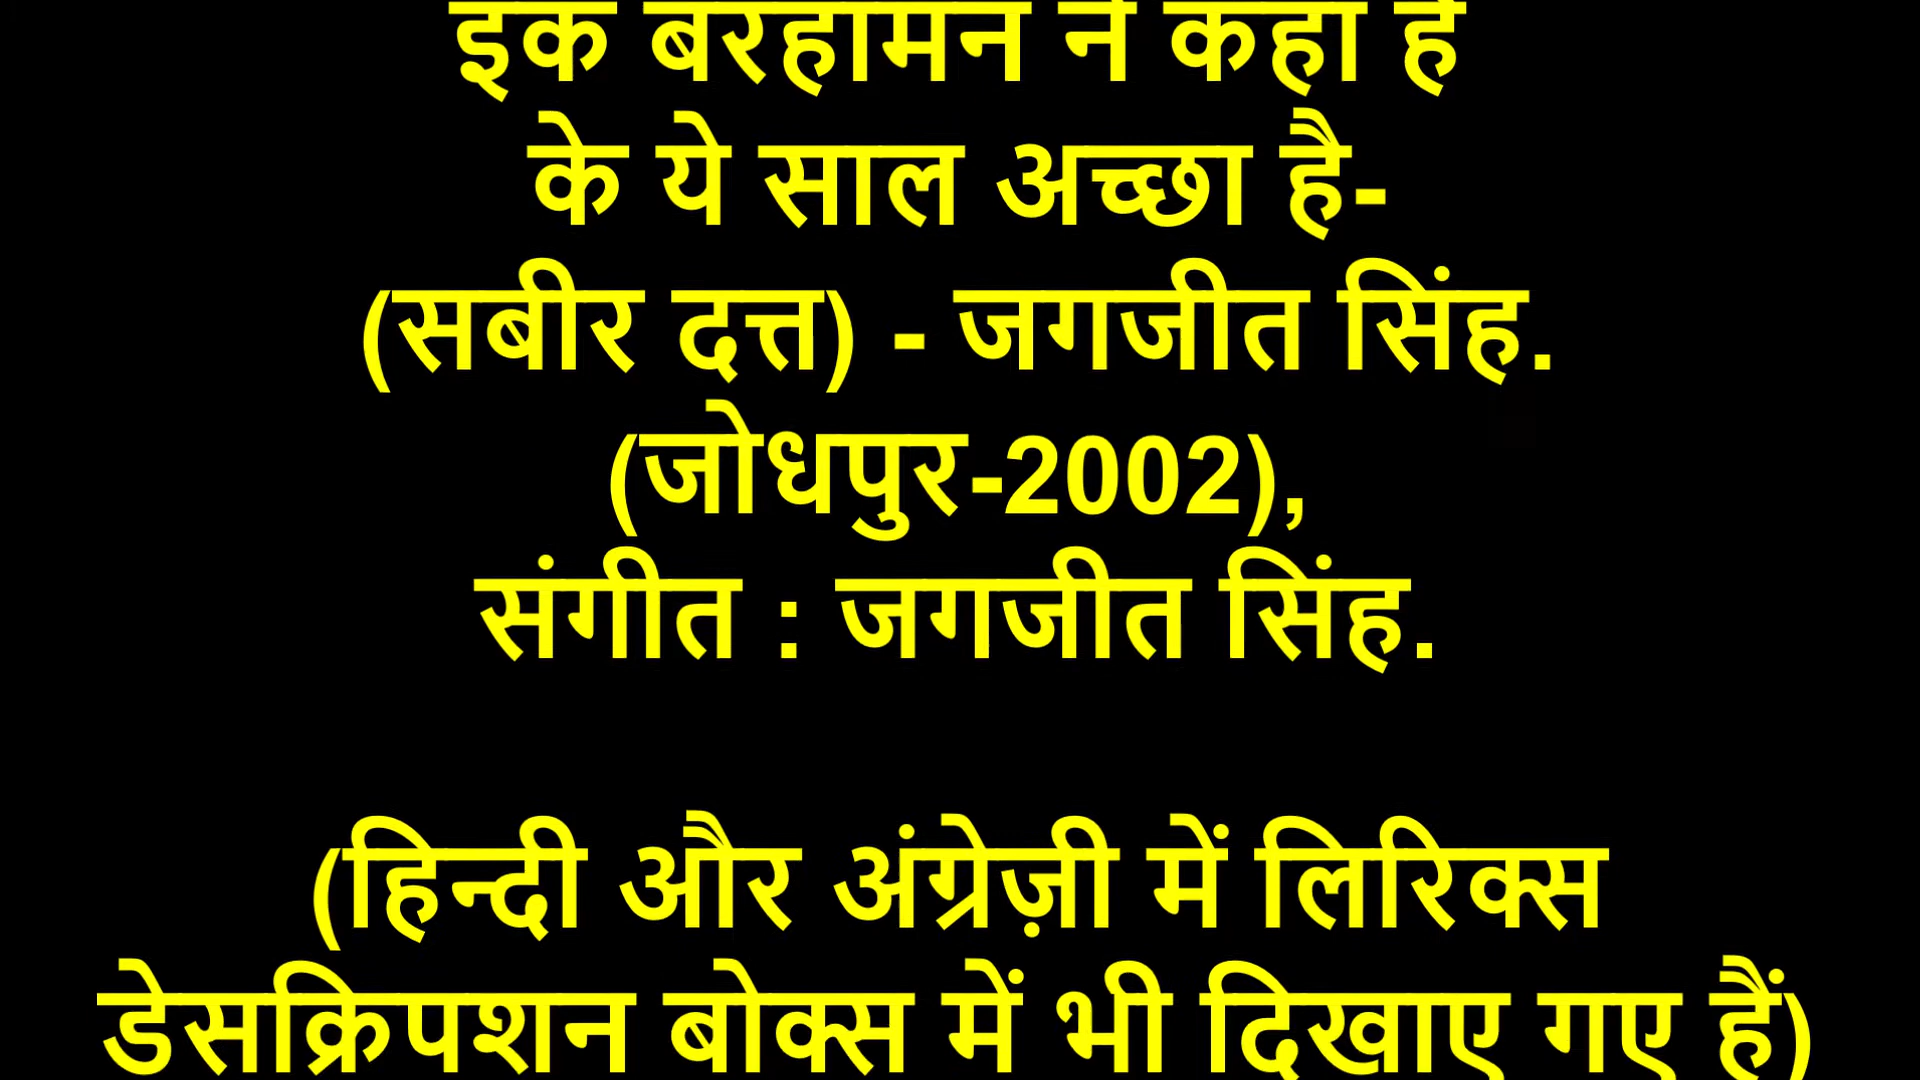 इक बरहामन ने कहा है
के ये साल अच्छा है-
(सबीर दत्त) - जगजीत सिंह.
(जोधपुर-2002),
संगीत : जगजीत सिंह.
(हिन्दी और अंग्रेज़ी में लिरिक्स
डेसक्रिपशन बोक्स में भी दिखाए गए हैं)